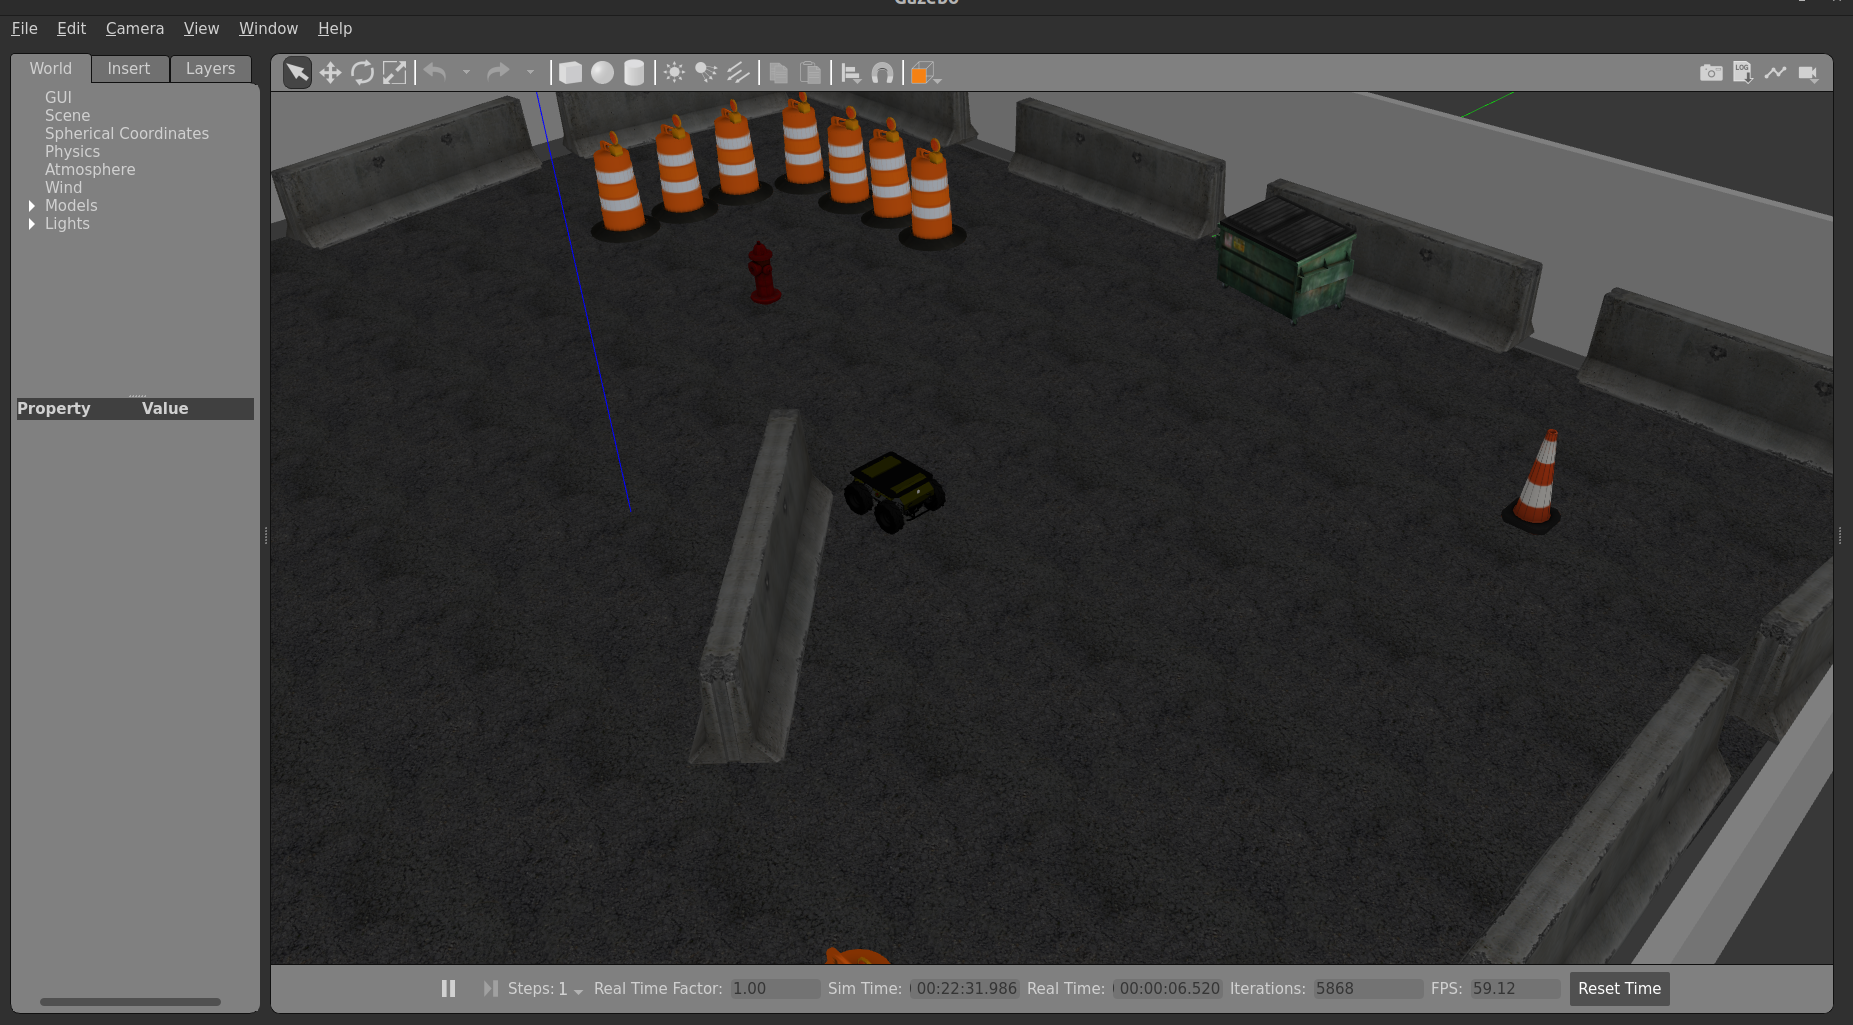 Gazebo
File Edit Camera View Window Help
World Insert Layers
GUI
Scene
Spherical Coordinates
Physics
Atmosphere
Wind
Models
Lights
Property Value
LOG
Steps: 1 Real Time Factor: 1.00 Sim Time: 00:22:31.986 Real Time: 00:00:06.520 Iterations: 5868 FPS: 59.12 Reset Time